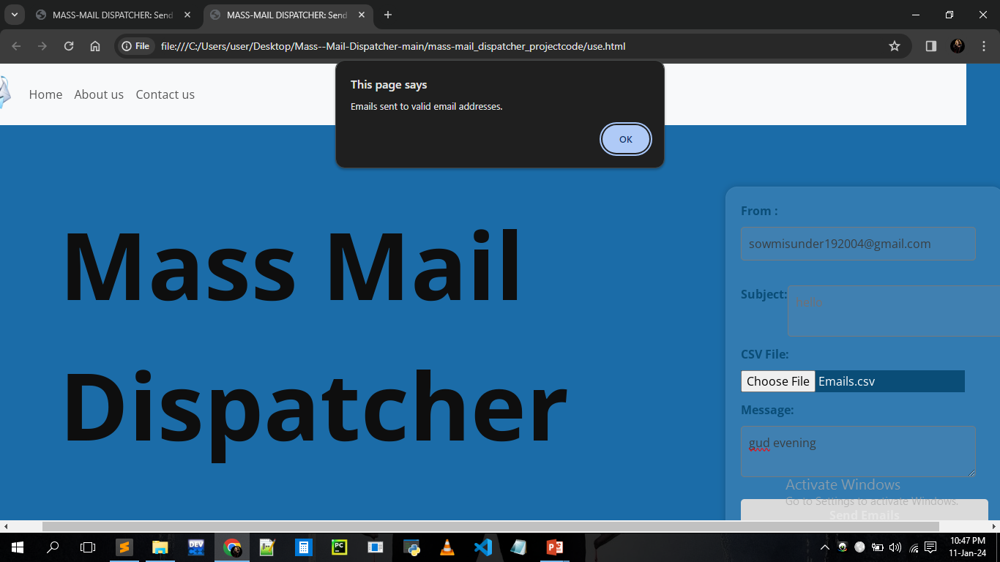 MASS-MAIL DISPATCHER: Send
MASS-MAIL DISPATCHER: Send
File
file:///C:/Users/user/Desktop/Mass--Mail-Dispatcher-main/mass-mail_dispatcher_projectcode/use.html
This page says
Emails sent to valid email addresses.
OK
Home About us Contact us
Mass Mail
Dispatcher
From :
sowmisunder192004@gmail.com
Subject:
hello
CSV File:
Choose File Emails.csv
Message:
gud evening
Activate Windows
Go to Settings to activate Windows.
Send Emails
DEV
PC
10:47 PM
11-Jan-24